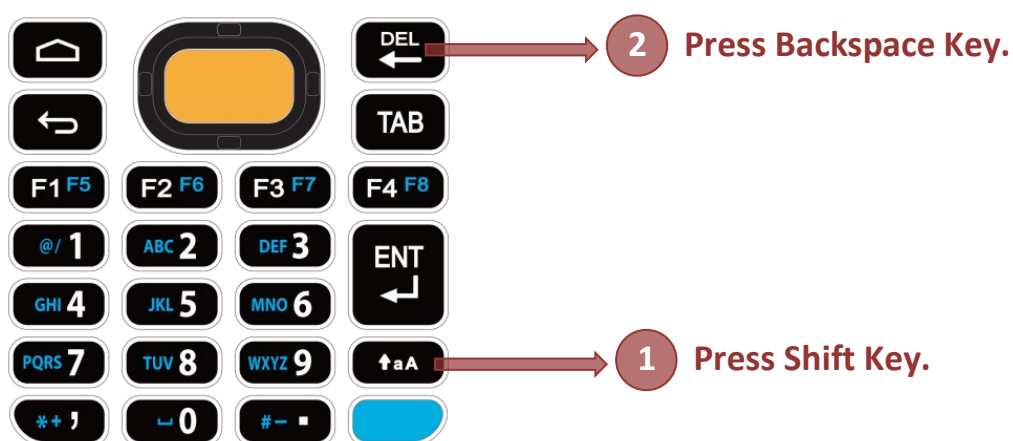 DEL
2 Press Backspace Key.
TAB
F1 F5 F2 F6 F3 F7 F4 F8
@/ 1 ABC 2 DEF 3
ENT
GHI 4 JKL 5 MNO 6
PQRS 7 TUV 8 WXYZ 9 aA
1 Press Shift Key.
*+ , 0 #- .